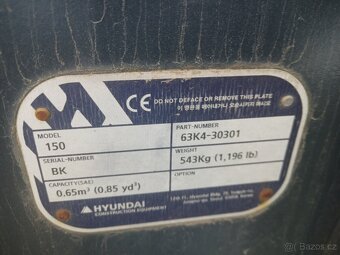 CE
DO NOT DEFACE OR REMOVE THIS PLATE
MODEL
150
PART-NUMBER
63K4-30301
SERIAL-NUMBER
BK
WEIGHT
543Kg (1,196 lb)
CAPACITY(SAE)
0.65m³ (0.85 yd³)
OPTION
HYUNDAI
CONSTRUCTION EQUIPMENT
Bazoš.cz